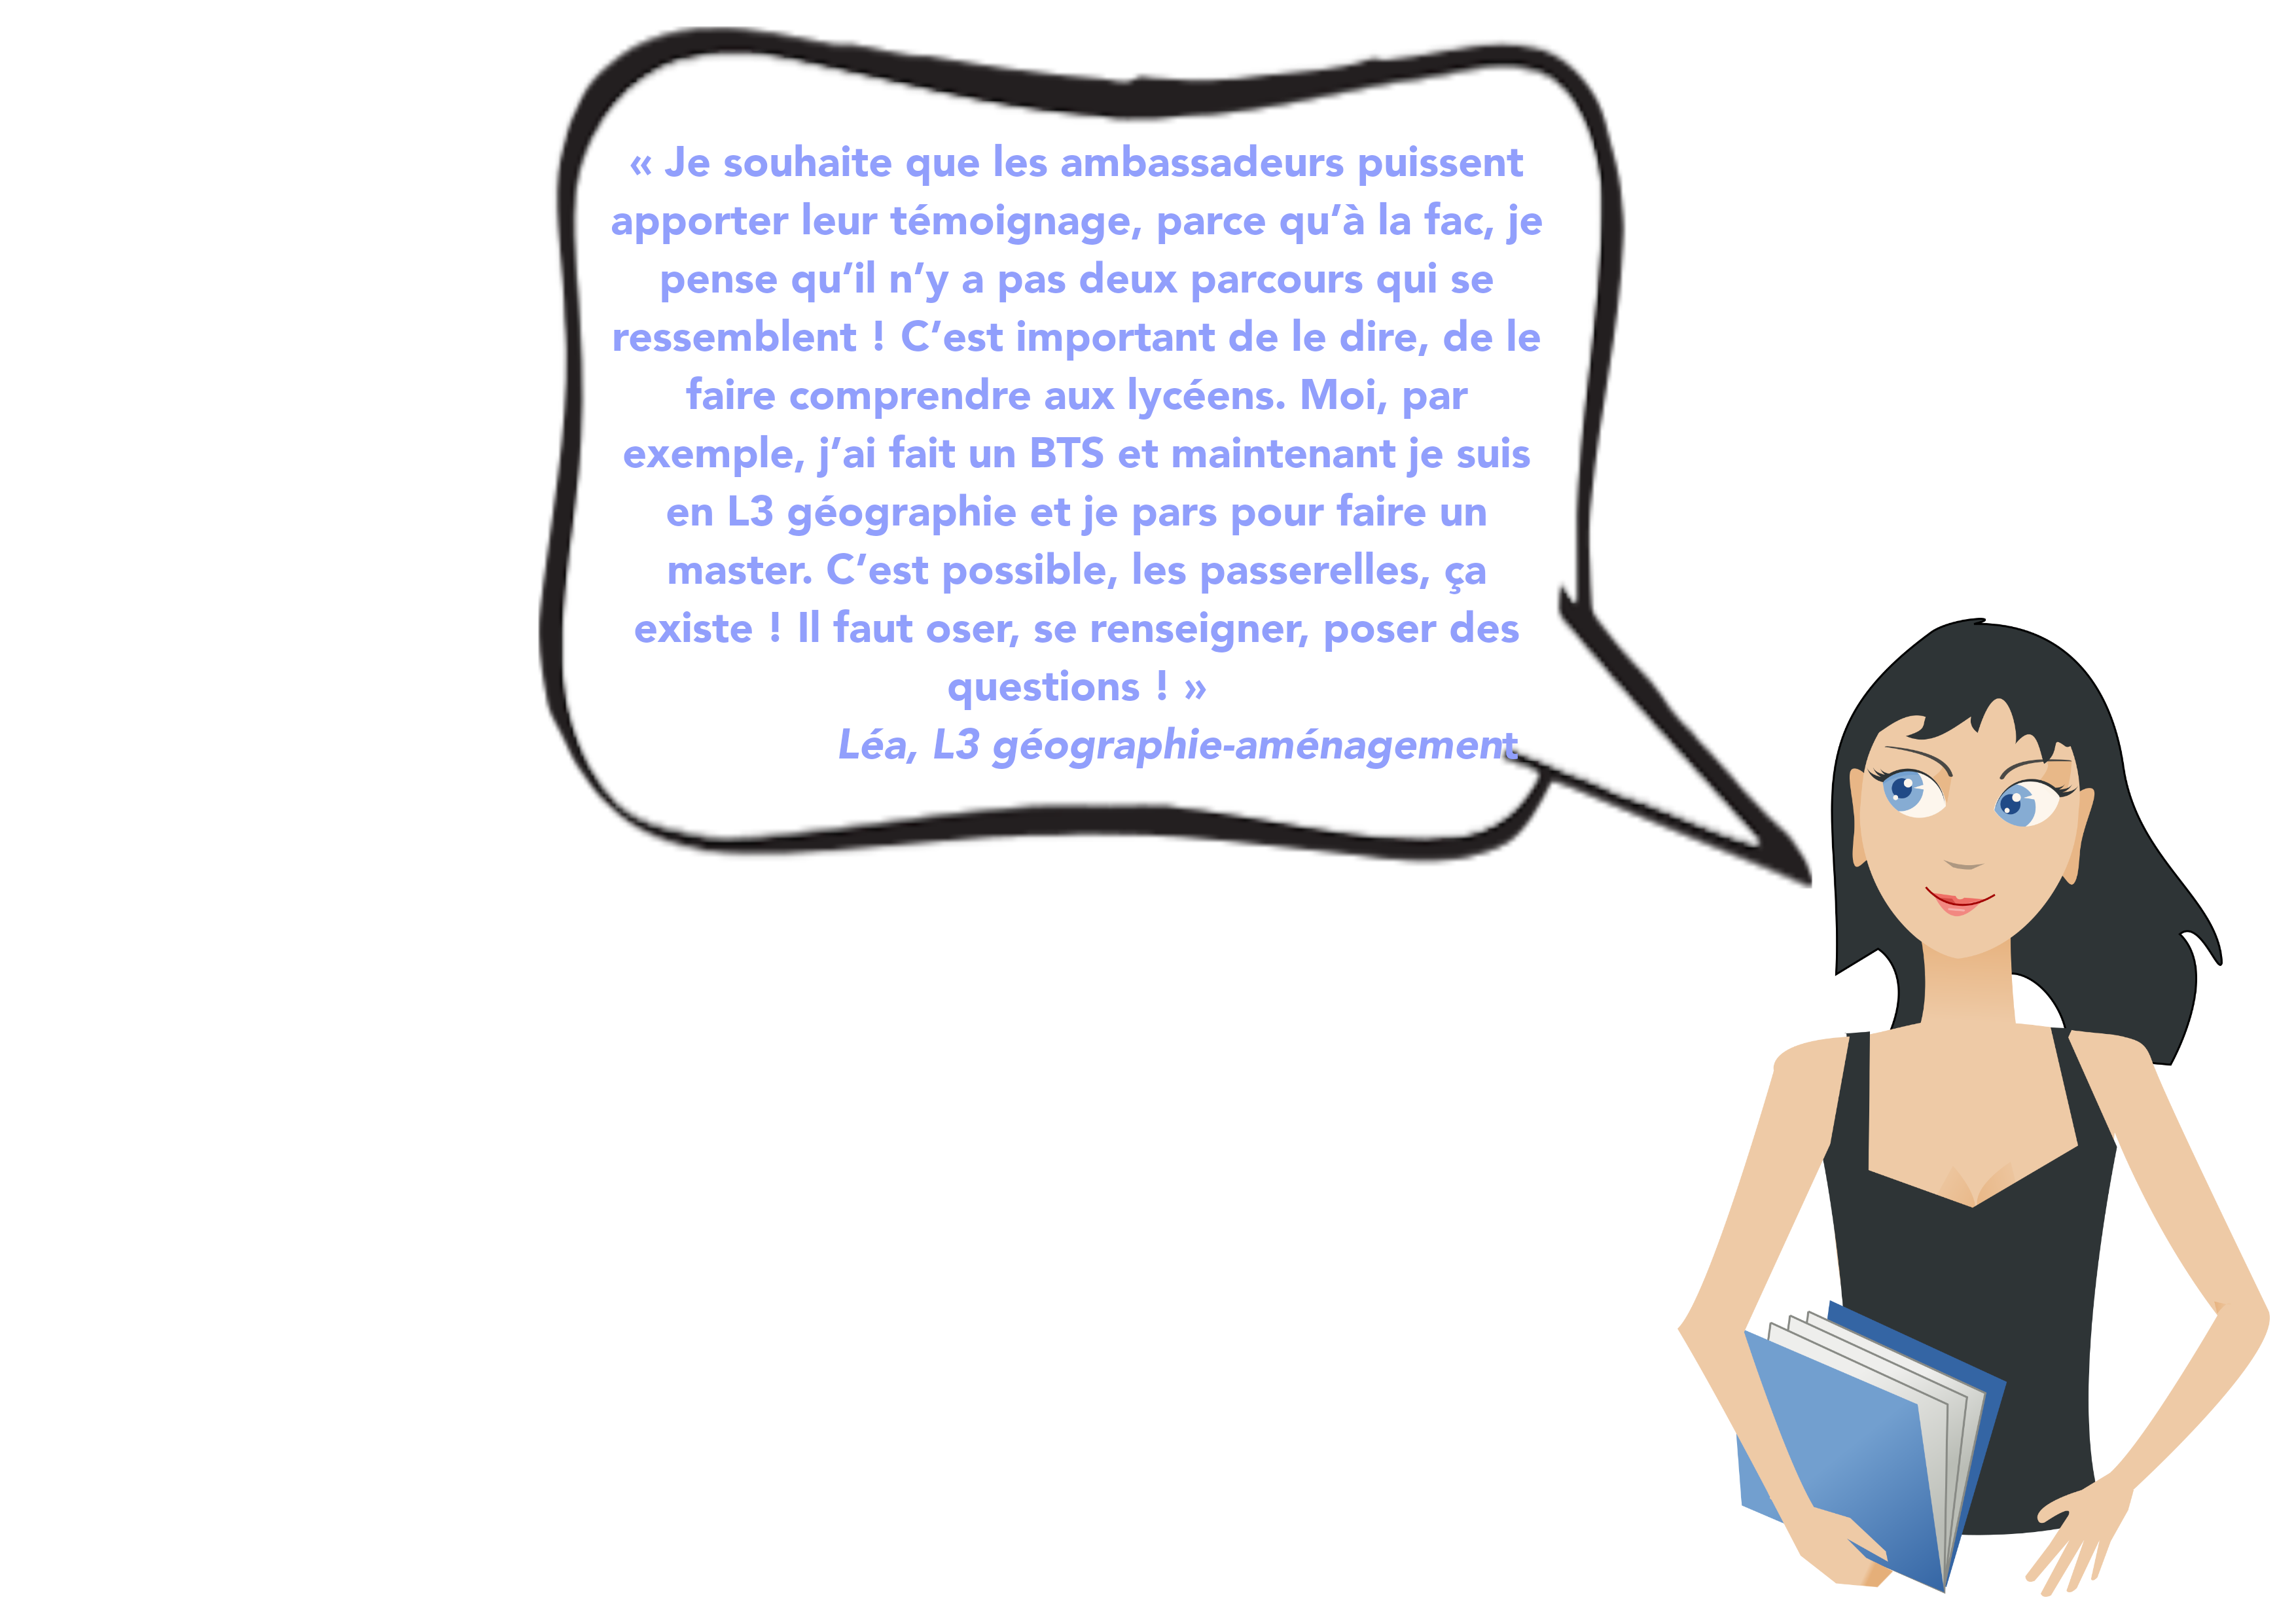 « Je souhaite que les ambassadeurs puissent
apporter leur témoignage, parce qu’à la fac, je
pense qu’il n’y a pas deux parcours qui se
ressemblent ! C’est important de le dire, de le
faire comprendre aux lycéens. Moi, par
exemple, j’ai fait un BTS et maintenant je suis
en L3 géographie et je pars pour faire un
master. C’est possible, les passerelles, ça
existe ! Il faut oser, se renseigner, poser des
questions ! »
Léa, L3 géographie-aménagement